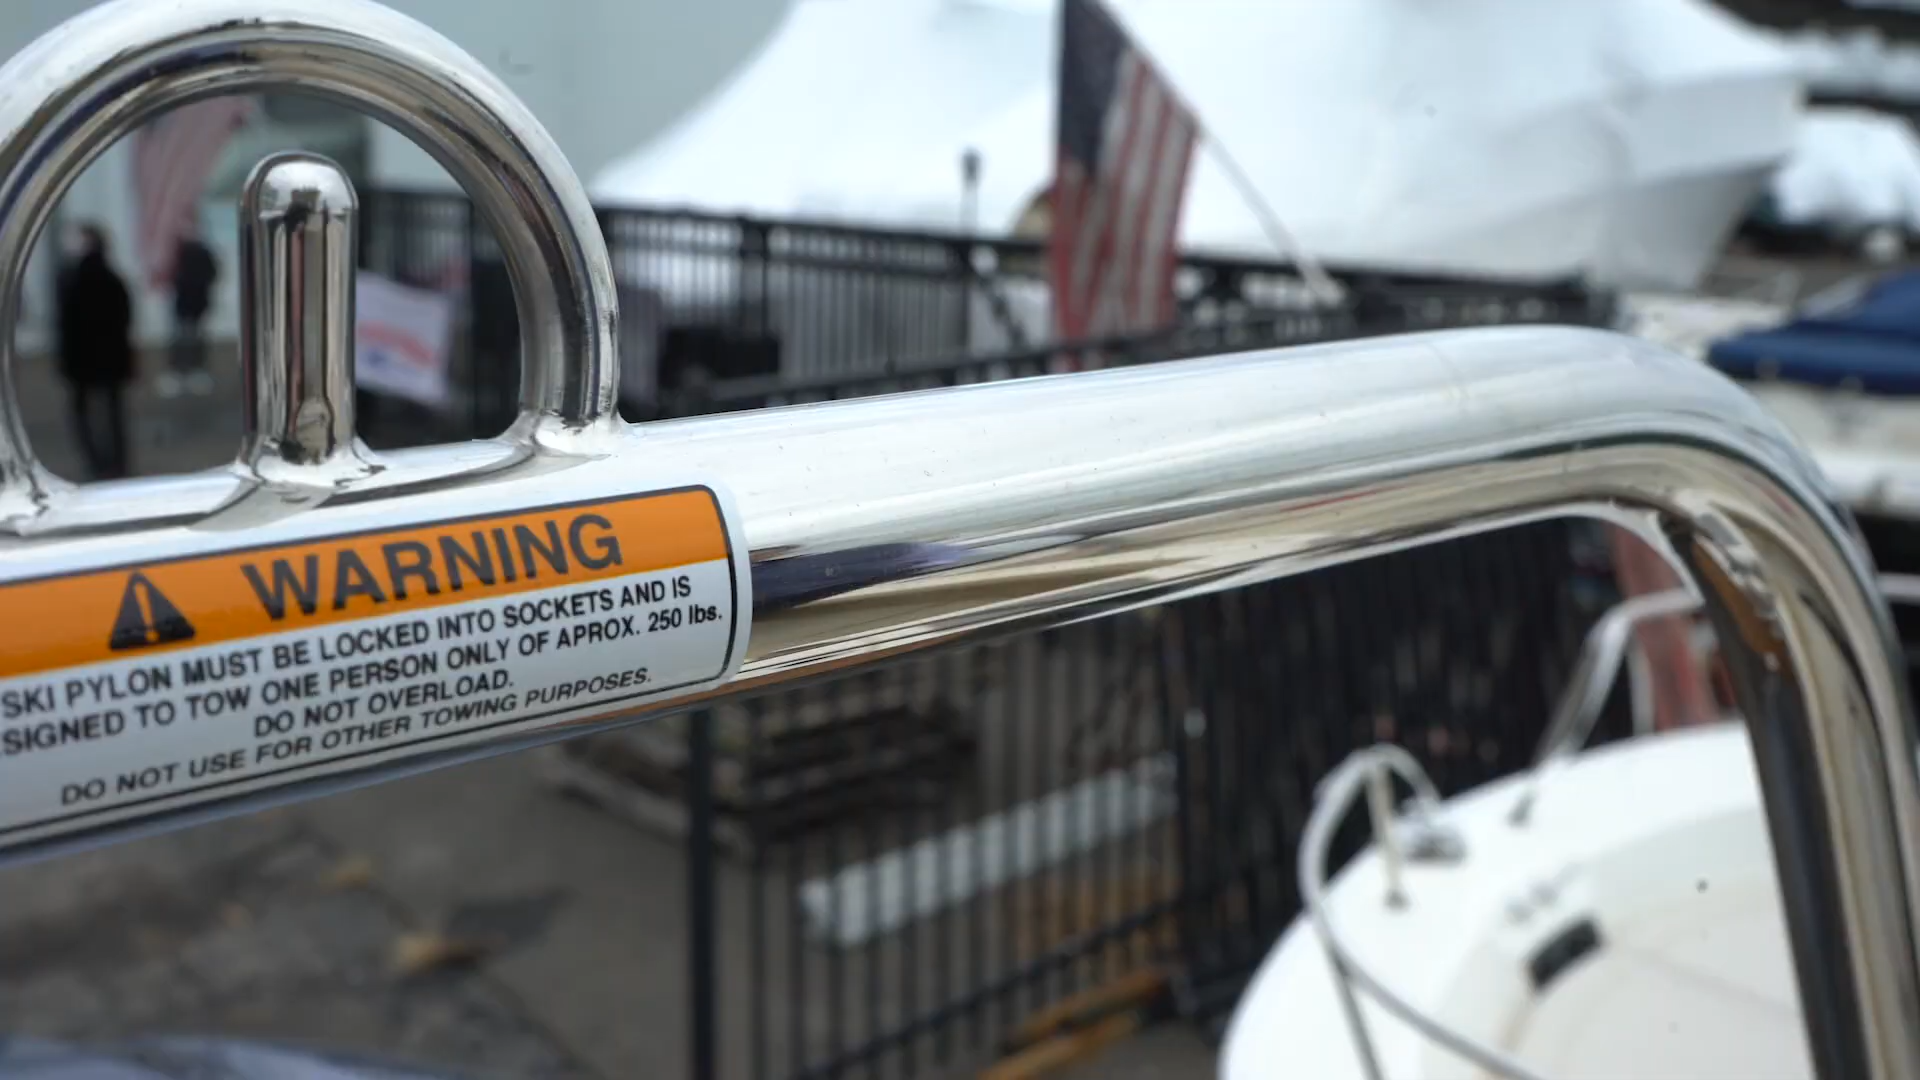 WARNING
SKI PYLON MUST BE LOCKED INTO SOCKETS AND IS
SIGNED TO TOW ONE PERSON ONLY OF APROX. 250 lbs.
DO NOT OVERLOAD.
DO NOT USE FOR OTHER TOWING PURPOSES.